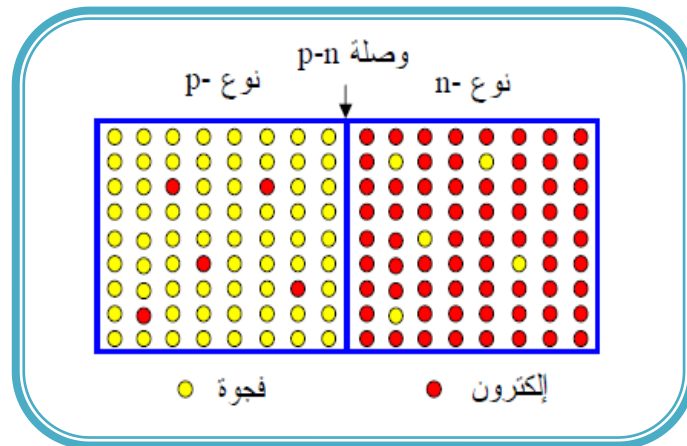 وصلة p-n
نوع -n
نوع -p
إلكترون
فجوة